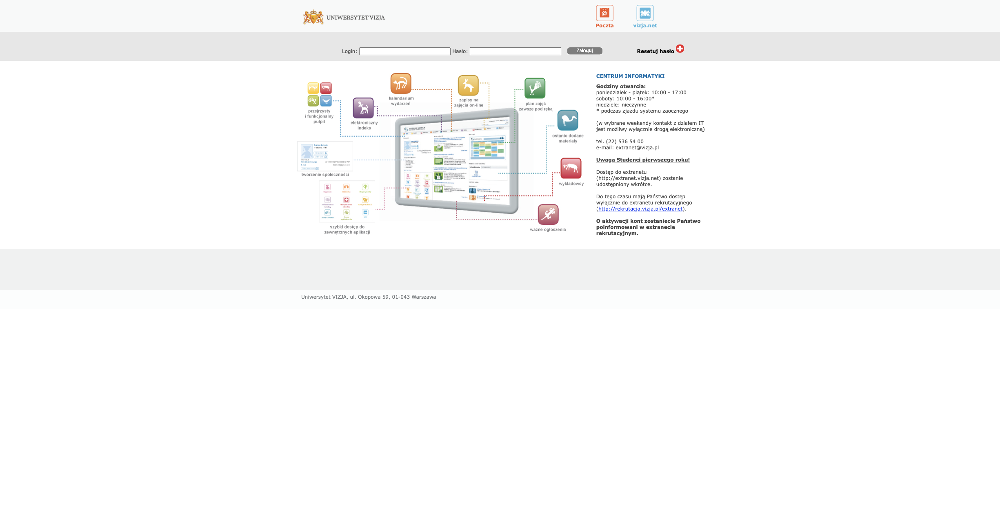 UNIWERSYTET VIZJA
Poczta
vizja.net
Login:
Hasło:
Zaloguj
Resetuj hasło
przejrzysty
i funkcjonalny
pulpit
elektroniczny
indeks
kalendarium
wydarzeń
zapisy na
zajęcia on-line
plan zajęć
zawsze pod ręką
ostanio dodane
materiały
wykładowcy
ważne ogłoszenia
tworzenie społeczności
szybki dostęp do
zewnętrznych aplikacji
CENTRUM INFORMATYKI
Godziny otwarcia:
poniedziałek - piątek: 10:00 - 17:00
soboty: 10:00 - 16:00*
niedziele: nieczynne
* podczas zjazdu systemu zaocznego
(w wybrane weekendy kontakt z działem IT
jest możliwy wyłącznie drogą elektroniczną)
tel. (22) 536 54 00
e-mail: extranet@vizja.pl
Uwaga Studenci pierwszego roku!
Dostęp do extranetu
(http://extranet.vizja.net) zostanie
udostępniony wkrótce.
Do tego czasu mają Państwo dostęp
wyłącznie do extranetu rekrutacyjnego
(http://rekrutacja.vizja.pl/extranet).
O aktywacji kont zostaniecie Państwo
poinformowani w extranecie
rekrutacyjnym.
Uniwersytet VIZJA, ul. Okopowa 59, 01-043 Warszawa